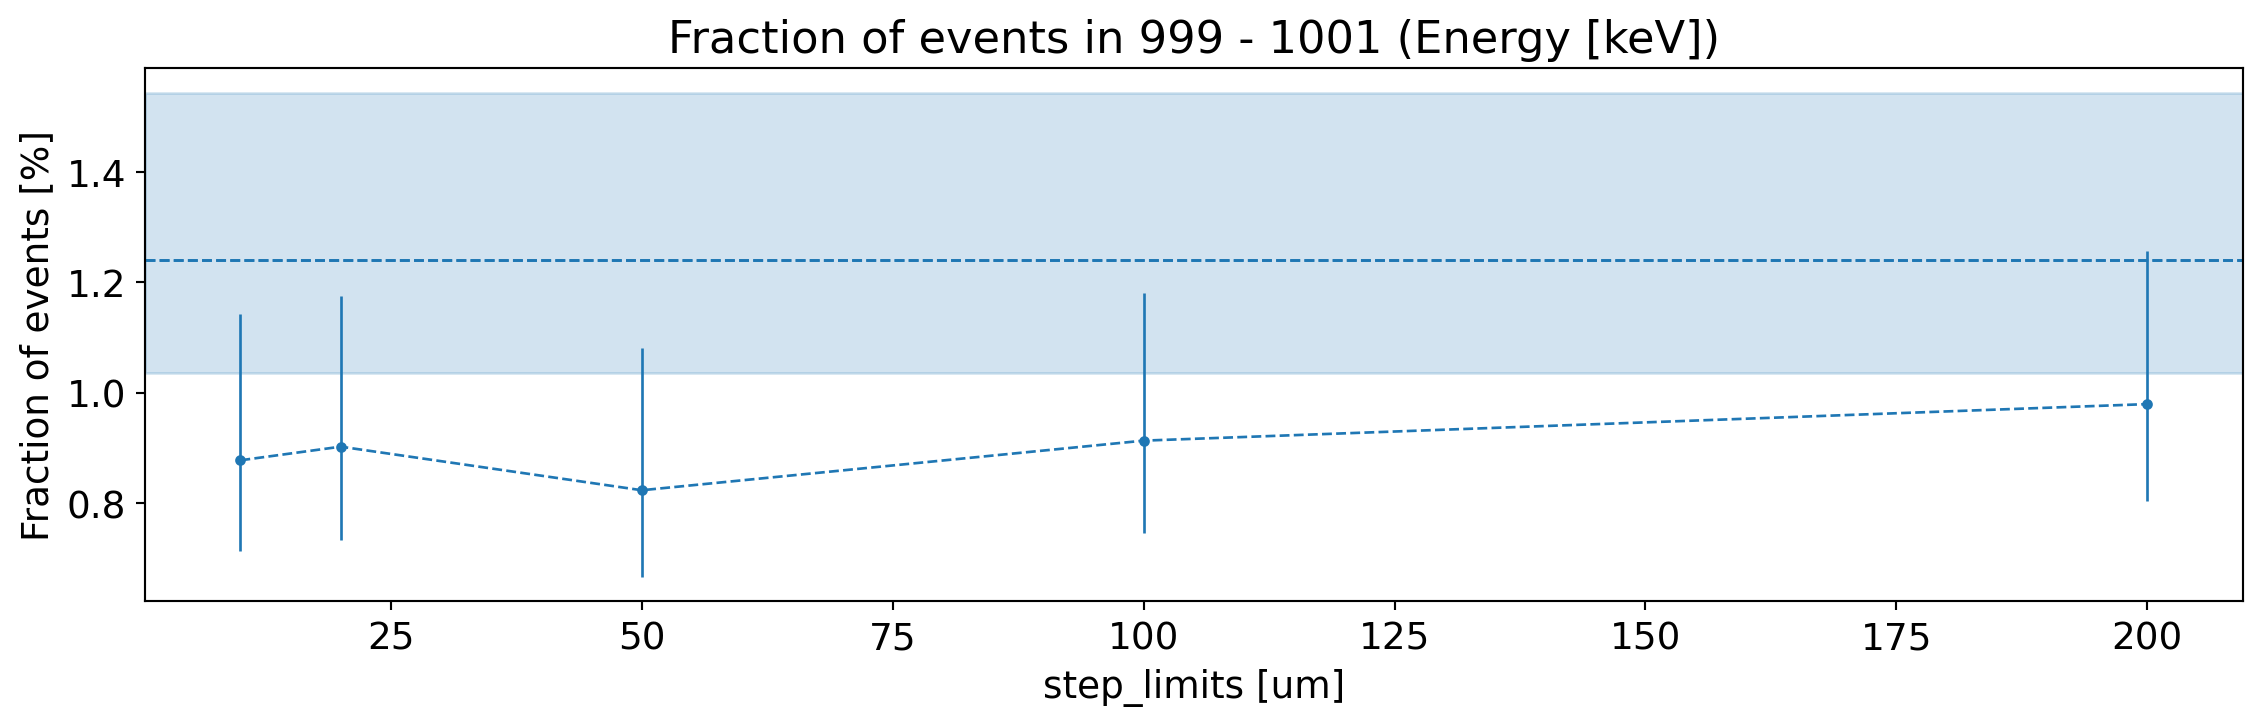 Fraction of events in 999 - 1001 (Energy [keV])
Fraction of events [%]
1.4
1.2
1.0
0.8
25 50 75 100 125 150 175 200
step_limits [um]